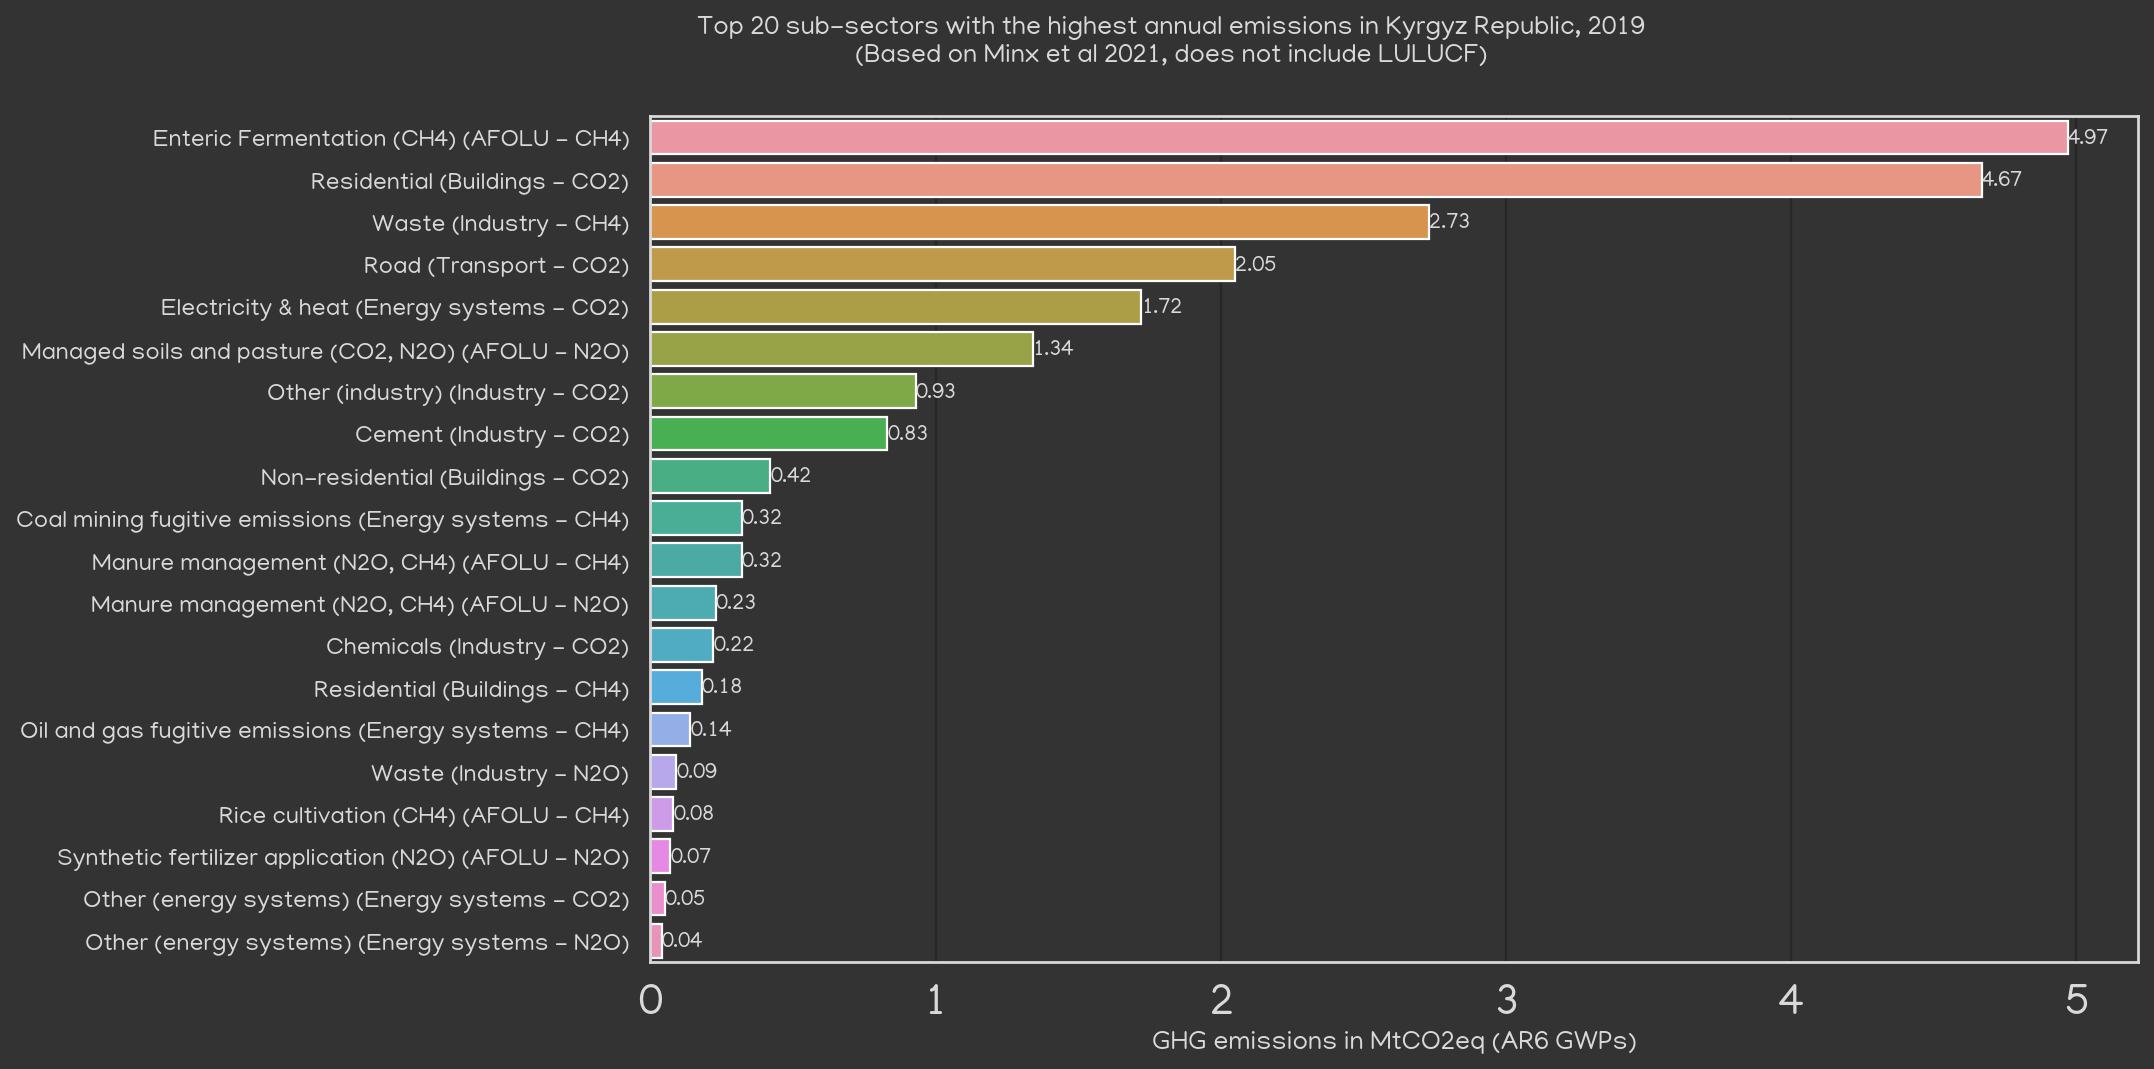 Top 20 sub-sectors with the highest annual emissions in Kyrgyz Republic, 2019
(Based on Minx et al 2021, does not include LULUCF)
Enteric Fermentation (CH4) (AFOLU - CH4) 4.97
Residential (Buildings - CO2) 4.67
Waste (Industry - CH4) 2.73
Road (Transport - CO2) 2.05
Electricity & heat (Energy systems - CO2) 1.72
Managed soils and pasture (CO2, N2O) (AFOLU - N2O) 1.34
Other (industry) (Industry - CO2) 0.93
Cement (Industry - CO2) 0.83
Non-residential (Buildings - CO2) 0.42
Coal mining fugitive emissions (Energy systems - CH4) 0.32
Manure management (N2O, CH4) (AFOLU - CH4) 0.32
Manure management (N2O, CH4) (AFOLU - N2O) 0.23
Chemicals (Industry - CO2) 0.22
Residential (Buildings - CH4) 0.18
Oil and gas fugitive emissions (Energy systems - CH4) 0.14
Waste (Industry - N2O) 0.09
Rice cultivation (CH4) (AFOLU - CH4) 0.08
Synthetic fertilizer application (N2O) (AFOLU - N2O) 0.07
Other (energy systems) (Energy systems - CO2) 0.05
Other (energy systems) (Energy systems - N2O) 0.04
0 1 2 3 4 5
GHG emissions in MtCO2eq (AR6 GWPs)